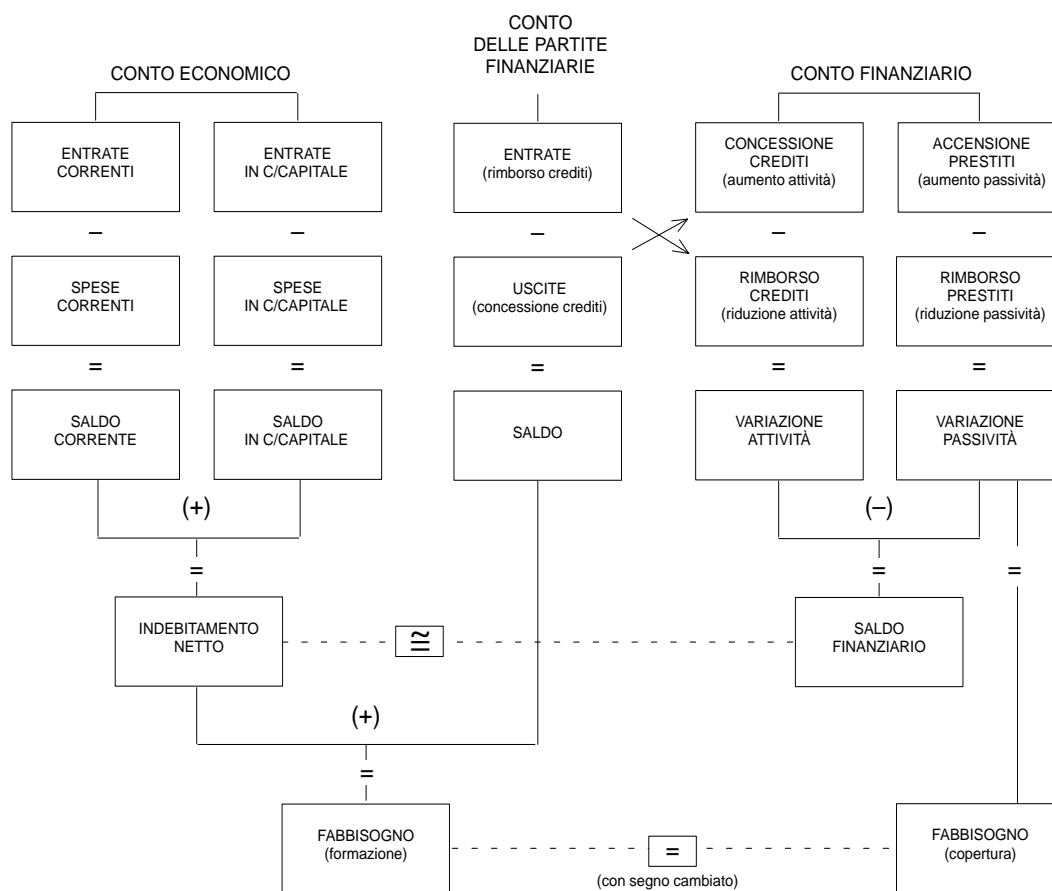 CONTO
DELLE PARTITE
FINANZIARIE
CONTO ECONOMICO
CONTO FINANZIARIO
ENTRATE
CORRENTI
ENTRATE
IN C/CAPITALE
ENTRATE
(rimborso crediti)
CONCESSIONE
CREDITI
(aumento attività)
ACCENSIONE
PRESTITI
(aumento passività)
– – – – –
SPESE
CORRENTI
SPESE
IN C/CAPITALE
USCITE
(concessione crediti)
RIMBORSO
CREDITI
(riduzione attività)
RIMBORSO
PRESTITI
(riduzione passività)
= = = = =
SALDO
CORRENTE
SALDO
IN C/CAPITALE
SALDO
VARIAZIONE
ATTIVITÀ
VARIAZIONE
PASSIVITÀ
(+) (–)
= = =
INDEBITAMENTO
NETTO
≅
SALDO
FINANZIARIO
(+)
=
FABBISOGNO
(formazione)
=
(con segno cambiato)
FABBISOGNO
(copertura)